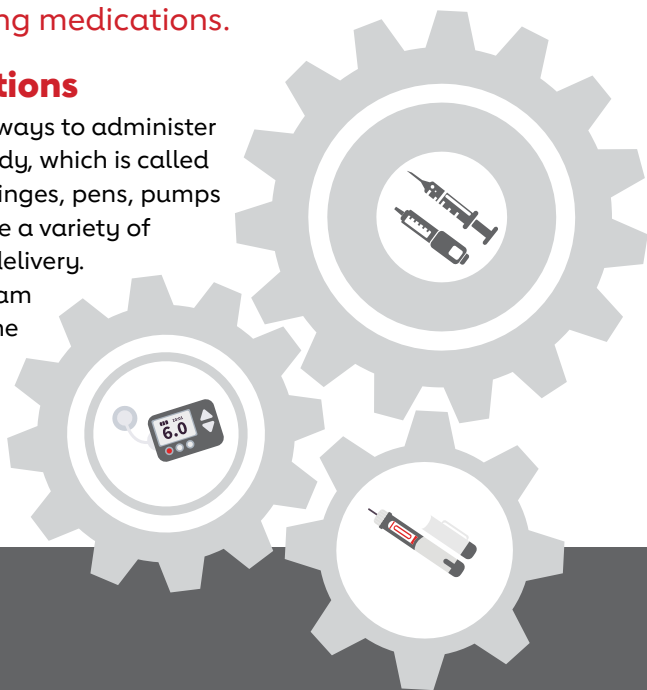 ng medications.
tions
ways to administer
dy, which is called
inges, pens, pumps
e a variety of
delivery.
am
ne
6.0